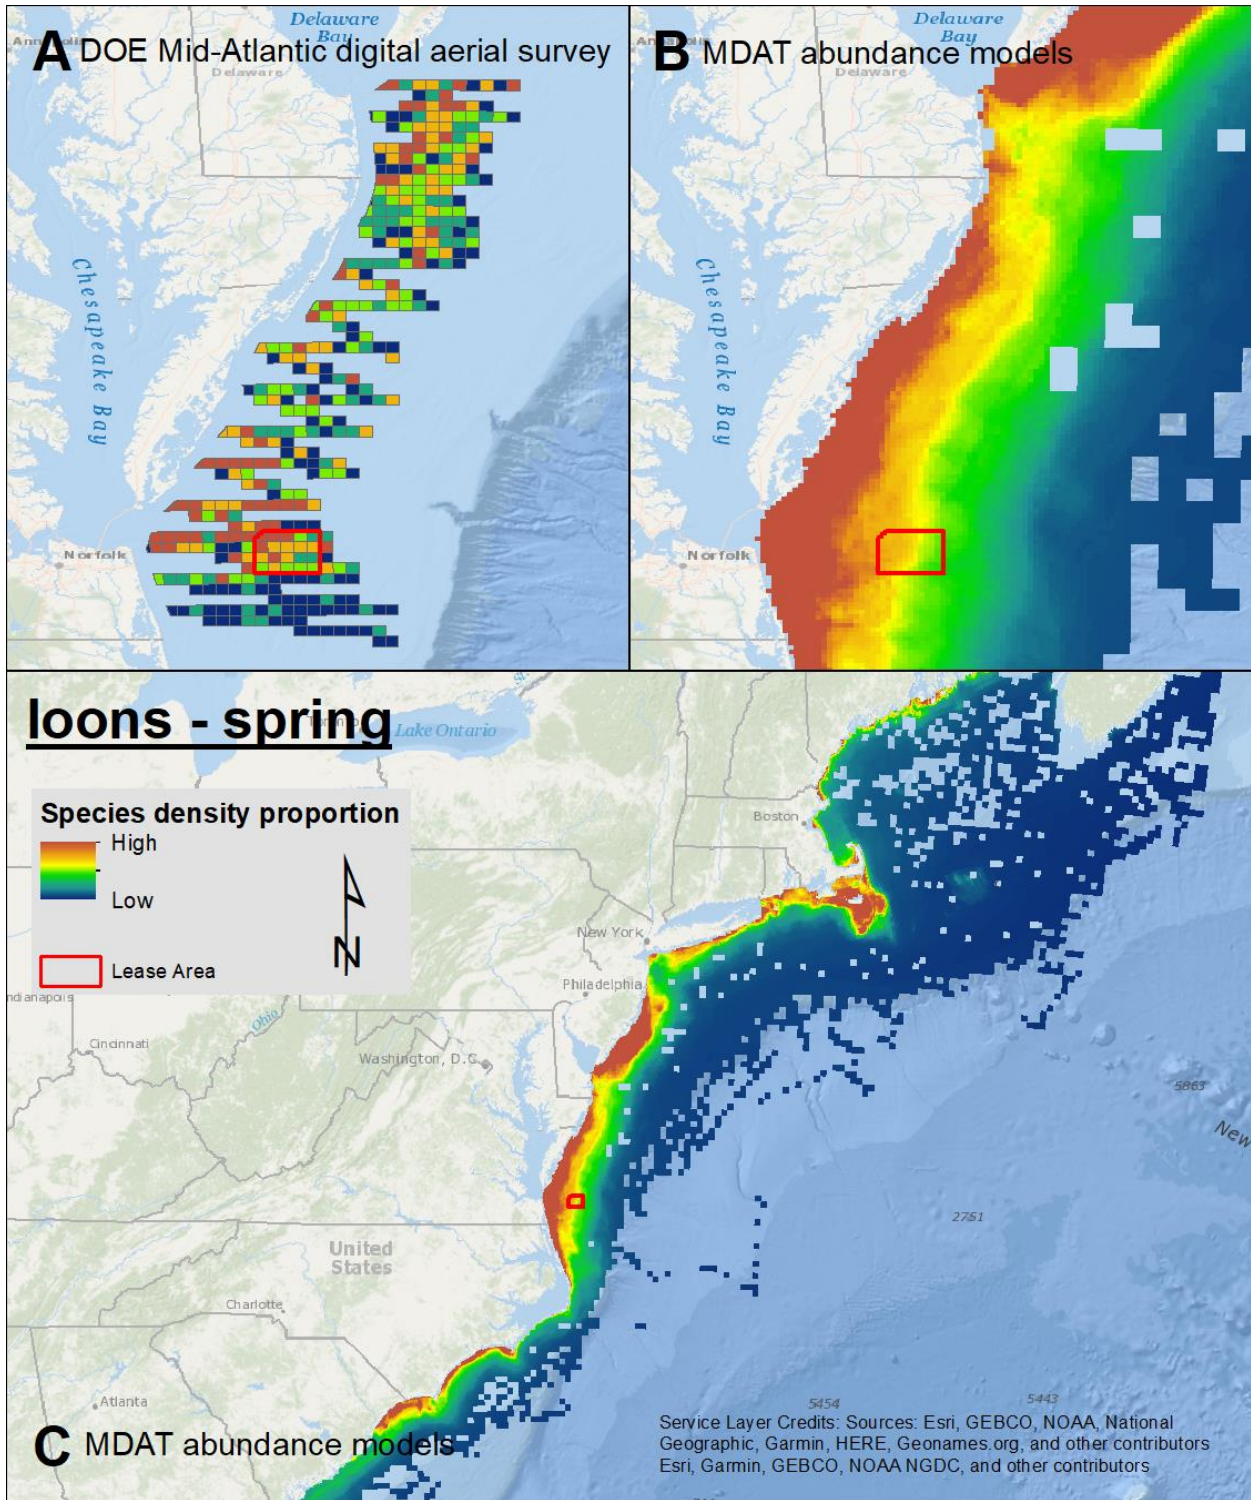 Delaware
Bay
A DOE Mid-Atlantic digital aerial survey
Delaware
Chesapeake Bay
Norfolk
Delaware
Bay
B MDAT abundance models
Delaware
Chesapeake Bay
Norfolk
loons - spring
Lake Ontario
Species density proportion
High
Low
N
Lease Area
Boston
New York
Philadelphia
ndianapolis
Ohio
Cincinnati
Washington, D.C.
5863
New
2751
United
States
Charlotte
Atlanta
5454
5443
C MDAT abundance models
Service Layer Credits: Sources: Esri, GEBCO, NOAA, National
Geographic, Garmin, HERE, Geonames.org, and other contributors
Esri, Garmin, GEBCO, NOAA NGDC, and other contributors